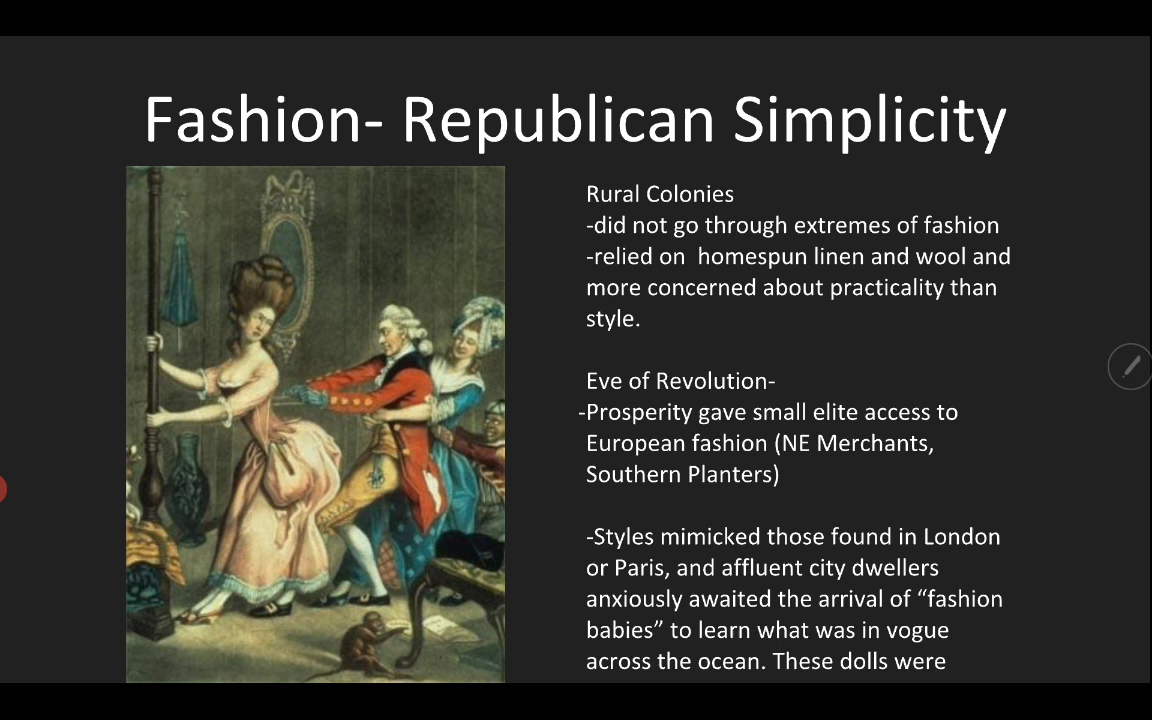 Fashion- Republican Simplicity
Rural Colonies
-did not go through extremes of fashion
-relied on  homespun linen and wool and
more concerned about practicality than
style.
Eve of Revolution-
-Prosperity gave small elite access to
European fashion (NE Merchants,
Southern Planters)
-Styles mimicked those found in London
or Paris, and affluent city dwellers
anxiously awaited the arrival of “fashion
babies” to learn what was in vogue
across the ocean. These dolls were